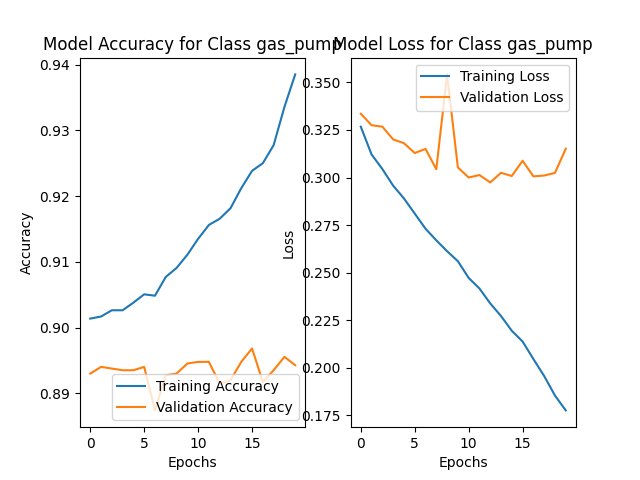 Model Accuracy for Class gas_pump
0.94
0.93
0.92
0.91
0.90
0.89
Accuracy
Training Accuracy
Validation Accuracy
0 5 10 15
Epochs
Model Loss for Class gas_pump
0.350
0.325
0.300
0.275
0.250
0.225
0.200
0.175
Loss
Training Loss
Validation Loss
0 5 10 15
Epochs